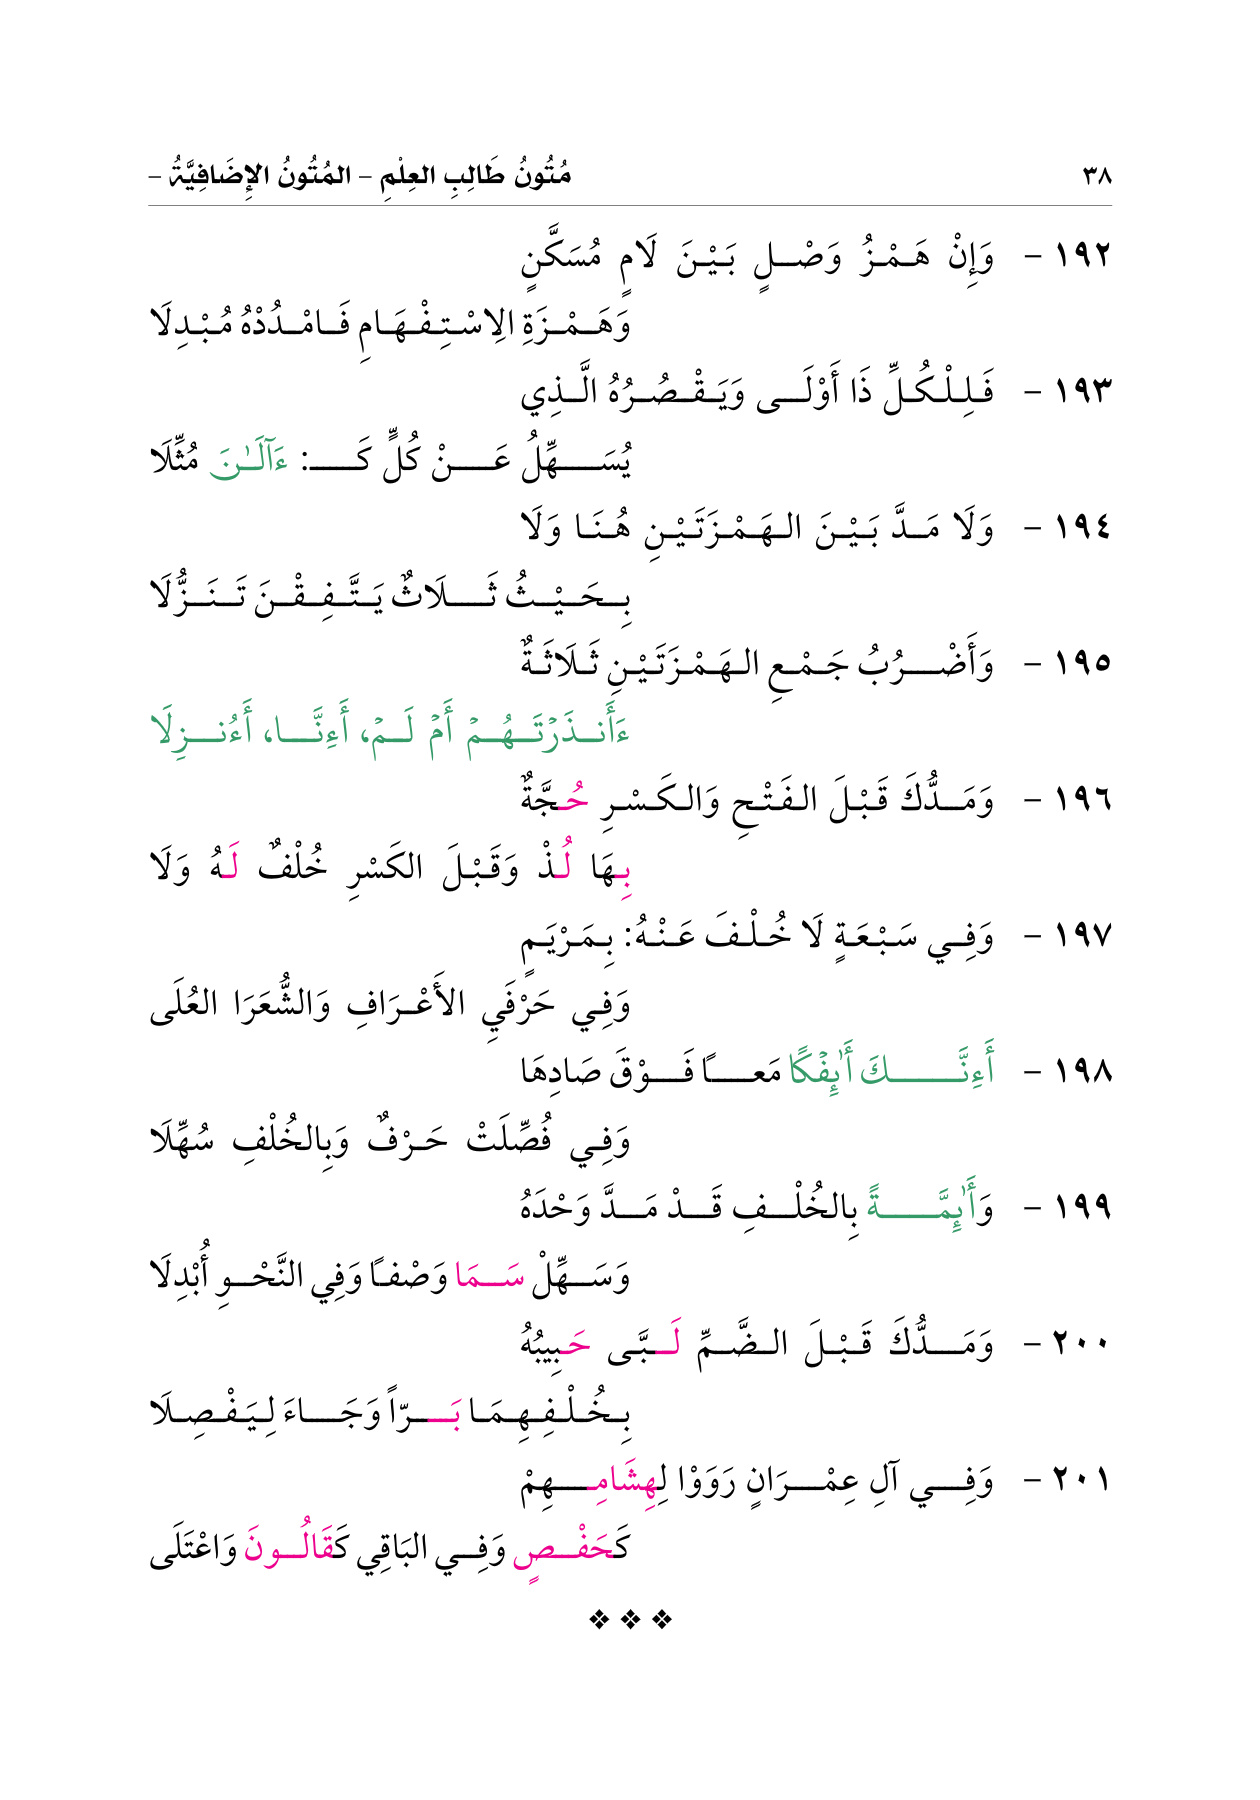 ٣٨ مُتُونُ طَالِبِ العِلْمِ – المُتُونُ الإِضَافِيَّةُ –
١٩٢ – وَإِنْ هَمْزُ وَصْلٍ بَيْنَ لَامٍ مُسَكَّنٍ
وَهَمْزَةِ الِاسْتِفْهَامِ فَامْدُدْهُ مُبْدِلَا
١٩٣ – فَلِلْكُلِّ ذَا أَوْلَى وَيَقْصُرُهُ الَّذِي
يُسَهِّلُ عَنْ كُلٍّ كَـ: ءَآلَـٰنَ مُثِّلَا
١٩٤ – وَلَا مَدَّ بَيْنَ الهَمْزَتَيْنِ هُنَا وَلَا
بِحَيْثُ ثَلَاثٌ يَتَّفِقْنَ تَنَزُّلَا
١٩٥ – وَأَضْرُبُ جَمْعِ الهَمْزَتَيْنِ ثَلَاثَةٌ
ءَأَنذَرْتَهُمْ أَمْ لَمْ، أَءِنَّا، أَءُنزِلَا
١٩٦ – وَمَدُّكَ قَبْلَ الفَتْحِ وَالكَسْرِ حُجَّةٌ
بِهَا لُذْ وَقَبْلَ الكَسْرِ خُلْفٌ لَهُ وَلَا
١٩٧ – وَفِي سَبْعَةٍ لَا خُلْفَ عَنْهُ: بِمَرْيَمٍ
وَفِي حَرْفَيِ الأَعْرَافِ وَالشُّعَرَا العُلَى
١٩٨ – أَءِنَّكَ أَئِفْكًا مَعًا فَوْقَ صَادِهَا
وَفِي فُصِّلَتْ حَرْفٌ وَبِالخُلْفِ سُهِّلَا
١٩٩ – وَأَئِمَّةً بِالخُلْفِ قَدْ مَدَّ وَحْدَهُ
وَسَهِّلْ سَمَا وَصْفًا وَفِي النَّحْوِ أُبْدِلَا
٢٠٠ – وَمَدُّكَ قَبْلَ الضَّمِّ لَبَّى حَبِيبُهُ
بِخُلْفِهِمَا بَرّاً وَجَاءَ لِيَفْصِلَا
٢٠١ – وَفِي آلِ عِمْرَانٍ رَوَوْا لِهِشَامِهِمْ
كَحَفْصٍ وَفِي البَاقِي كَقَالُونَ وَاعْتَلَى
❖ ❖ ❖